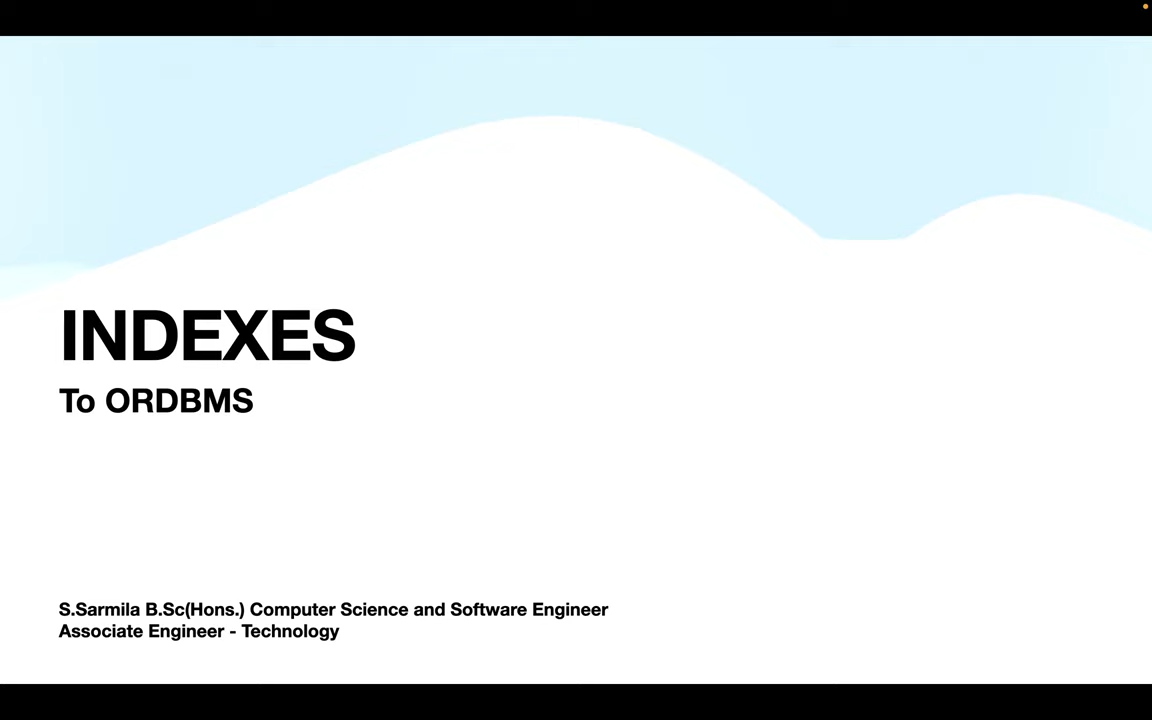 INDEXES
To ORDBMS
S.Sarmila B.Sc(Hons.) Computer Science and Software Engineer
Associate Engineer - Technology